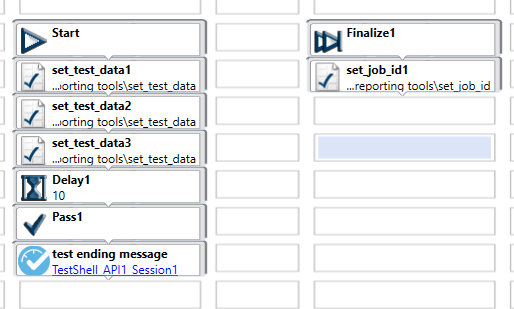 Start
set_test_data1
...orting tools\set_test_data
set_test_data2
...orting tools\set_test_data
set_test_data3
...orting tools\set_test_data
Delay1
10
Pass1
test ending message
TestShell_API1_Session1
Finalize1
set_job_id1
...reporting tools\set_job_id